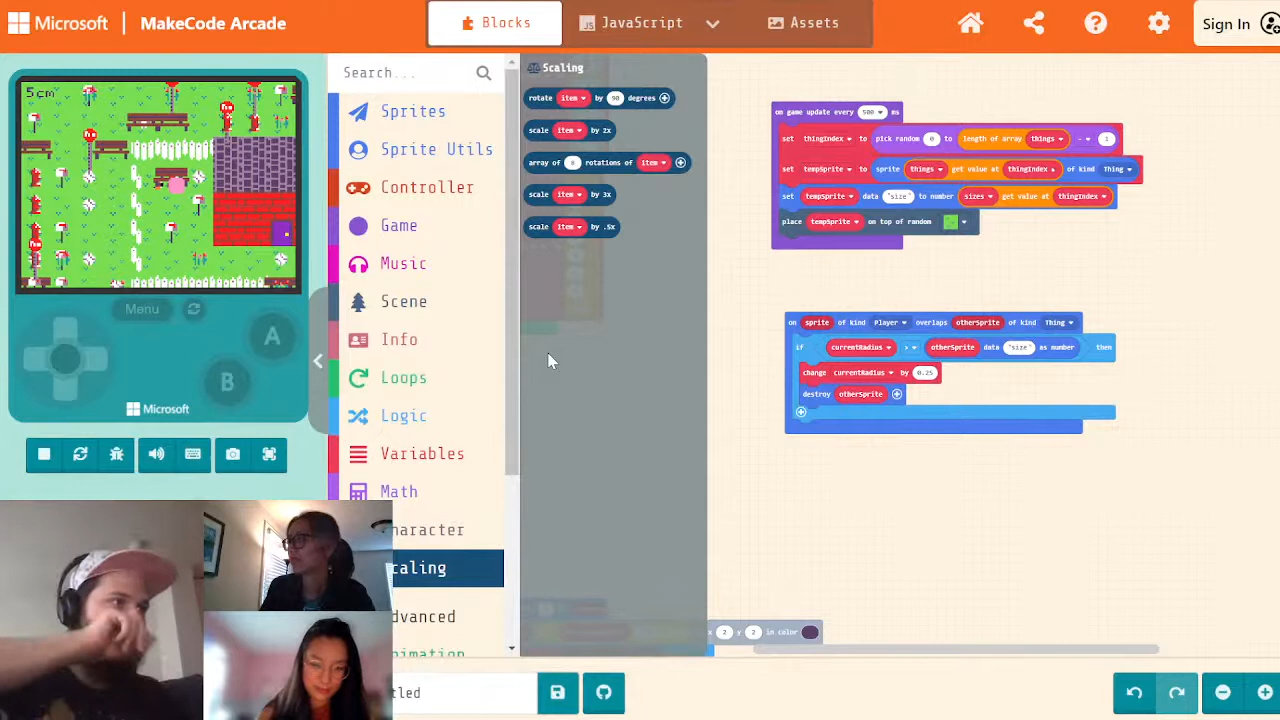 Microsoft | MakeCode Arcade
Blocks
JavaScript
Assets
Sign In
5cm
Menu
A
B
Microsoft
Search...
Sprites
Sprite Utils
Controller
Game
Music
Scene
Info
Loops
Logic
Variables
Math
haracter
caling
dvanced
nimation
Scaling
rotate item by 90 degrees
scale item by 2x
array of 8 rotations of item
scale item by 3x
scale item by .5x
on game update every 500 ms
set thingIndex to pick random 0 to length of array things - 1
set tempSprite to sprite things get value at thingIndex of kind Thing
set tempSprite data "size" to number sizes get value at thingIndex
place tempSprite on top of random
on sprite of kind Player overlaps otherSprite of kind Thing
if currentRadius > otherSprite data "size" as number then
change currentRadius by 0.25
destroy otherSprite
x 2 y 2 in color
tled